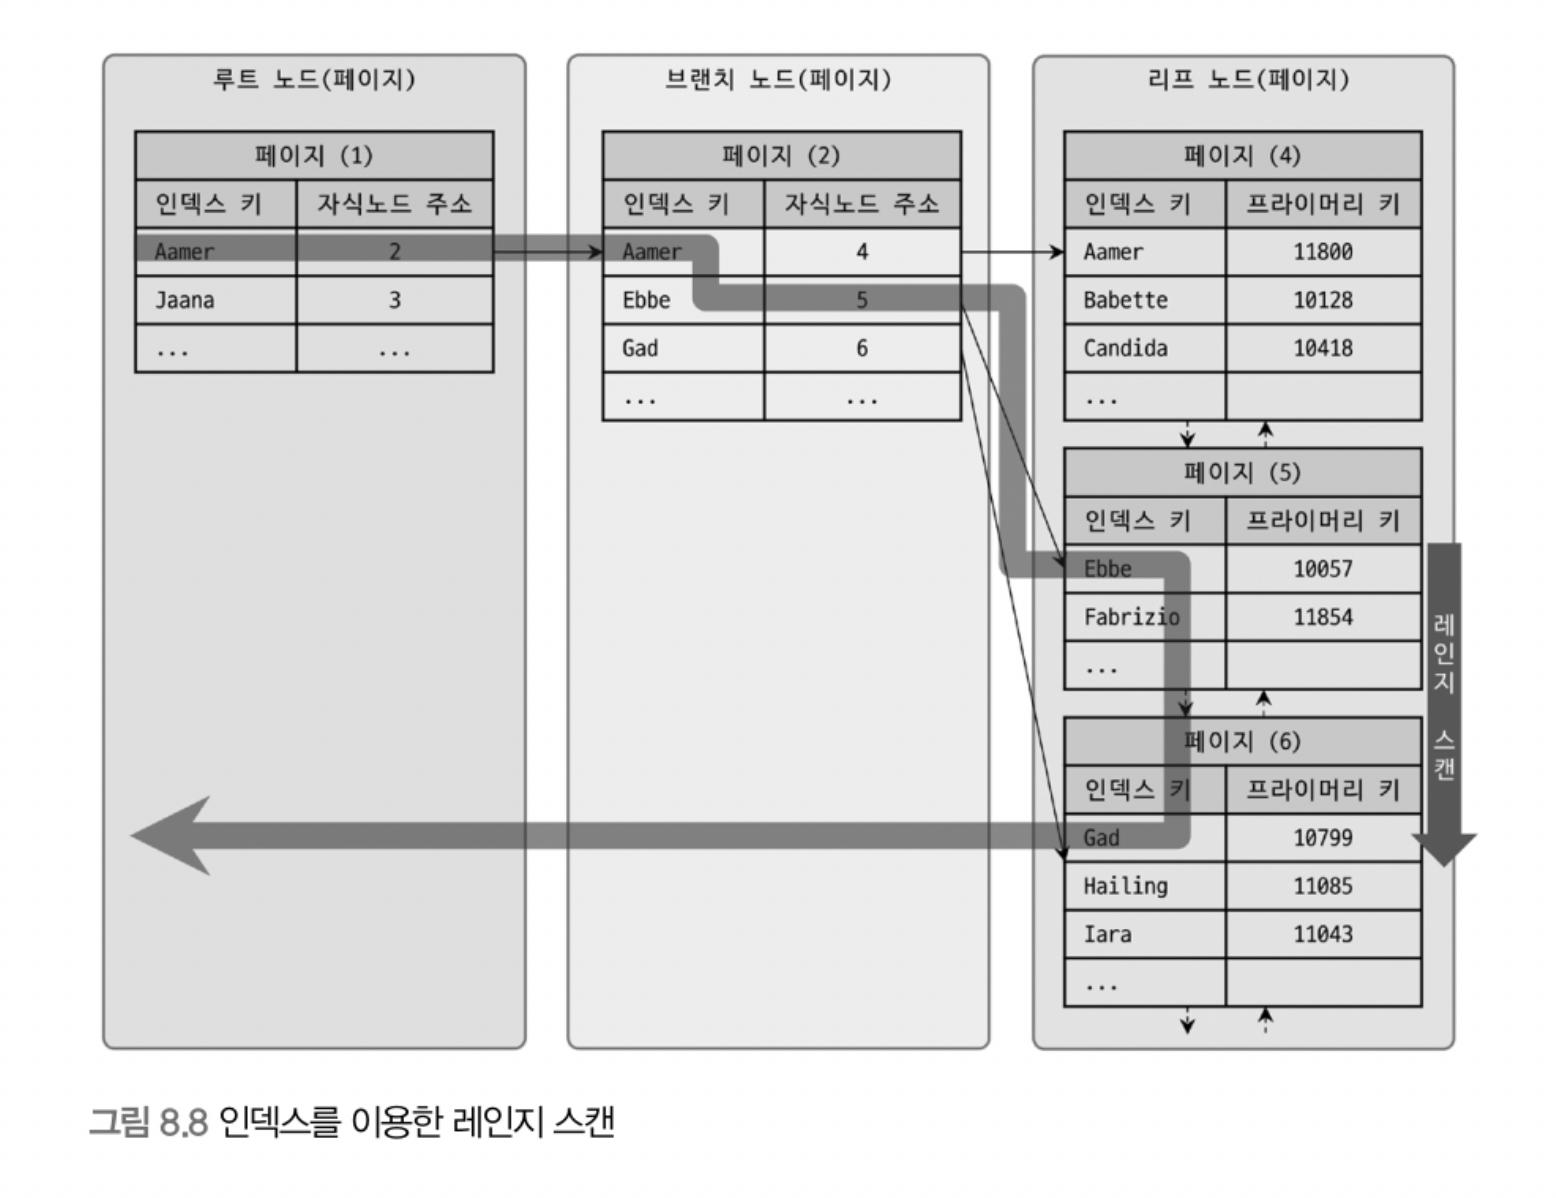 루트 노드(페이지)
페이지 (1)
인덱스 키 자식노드 주소
Aamer 2
Jaana 3
... ...
브랜치 노드(페이지)
페이지 (2)
인덱스 키 자식노드 주소
Aamer 4
Ebbe 5
Gad 6
... ...
리프 노드(페이지)
페이지 (4)
인덱스 키 프라이머리 키
Aamer 11800
Babette 10128
Candida 10418
...
페이지 (5)
인덱스 키 프라이머리 키
Ebbe 10057
Fabrizio 11854
...
페이지 (6)
인덱스 키 프라이머리 키
Gad 10799
Hailing 11085
Iara 11043
...
레인지 스캔
그림 8.8 인덱스를 이용한 레인지 스캔